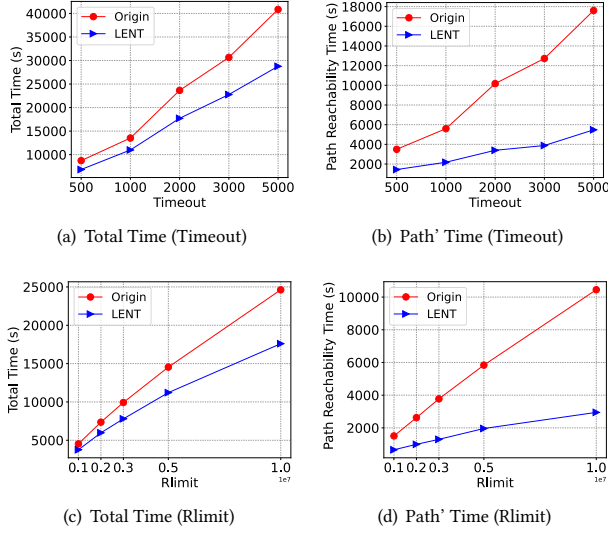 Origin
LENT
Total Time (s)
40000
35000
30000
25000
20000
15000
10000
500 1000 2000 3000 5000
Timeout
(a) Total Time (Timeout)
Origin
LENT
Path Reachability Time (s)
18000
16000
14000
12000
10000
8000
6000
4000
2000
500 1000 2000 3000 5000
Timeout
(b) Path' Time (Timeout)
Origin
LENT
Total Time (s)
25000
20000
15000
10000
5000
0.1 0.2 0.3 0.5 1.0
1e7
Rlimit
(c) Total Time (Rlimit)
Origin
LENT
Path Reachability Time (s)
10000
8000
6000
4000
2000
0.1 0.2 0.3 0.5 1.0
1e7
Rlimit
(d) Path' Time (Rlimit)